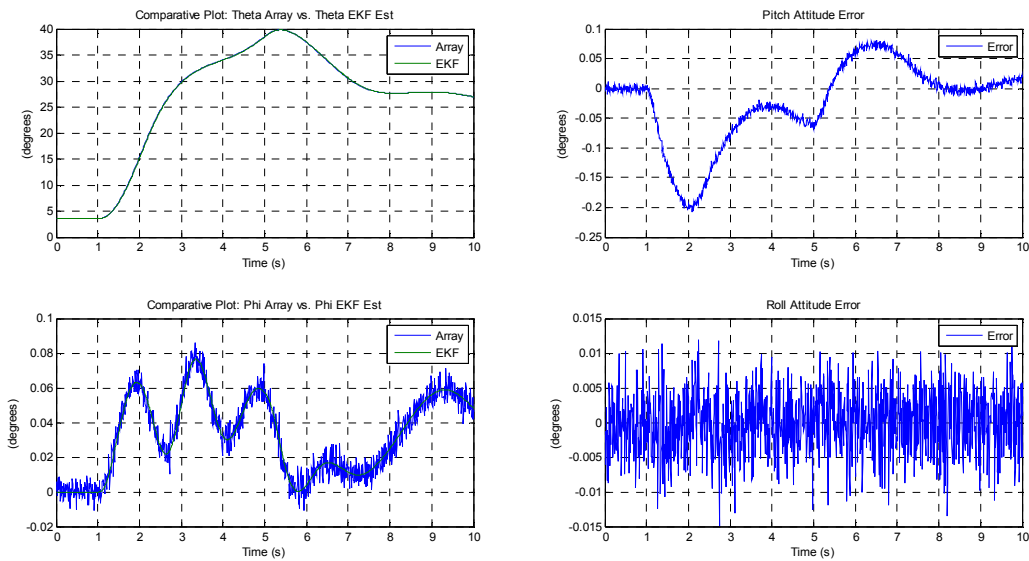 Comparative Plot: Theta Array vs. Theta EKF Est
40
35
30
25
20
15
10
5
0
(degrees)
Array
EKF
0 1 2 3 4 5 6 7 8 9 10
Time (s)
Pitch Attitude Error
0.1
0.05
0
-0.05
-0.1
-0.15
-0.2
-0.25
(degrees)
Error
0 1 2 3 4 5 6 7 8 9 10
Time (s)
Comparative Plot: Phi Array vs. Phi EKF Est
0.1
0.08
0.06
0.04
0.02
0
-0.02
(degrees)
Array
EKF
0 1 2 3 4 5 6 7 8 9 10
Time (s)
Roll Attitude Error
0.015
0.01
0.005
0
-0.005
-0.01
-0.015
(degrees)
Error
0 1 2 3 4 5 6 7 8 9 10
Time (s)